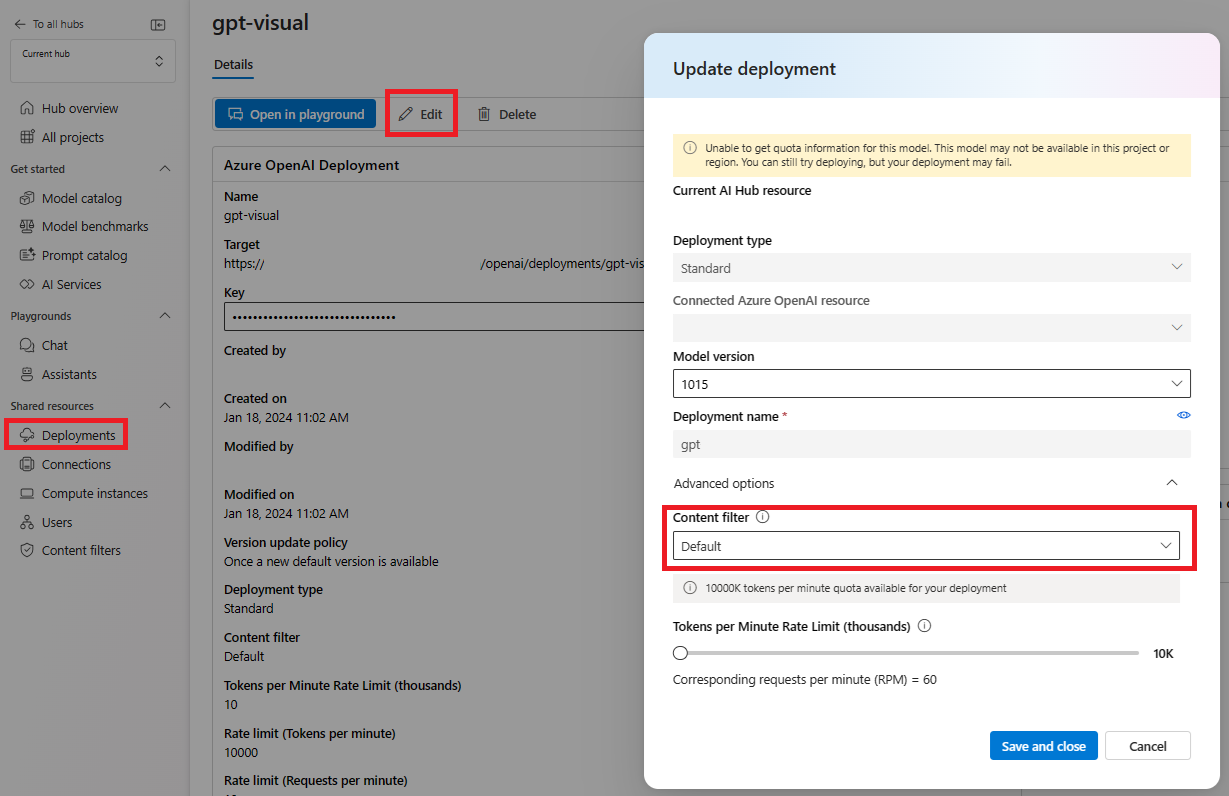 To all hubs
Current hub
Hub overview
All projects
Get started
Model catalog
Model benchmarks
Prompt catalog
AI Services
Playgrounds
Chat
Assistants
Shared resources
Deployments
Connections
Compute instances
Users
Content filters
gpt-visual
Details
Open in playground
Edit
Delete
Azure OpenAI Deployment
Name
gpt-visual
Target
https:// /openai/deployments/gpt-vis
Key
Created by
Created on
Jan 18, 2024 11:02 AM
Modified by
Modified on
Jan 18, 2024 11:02 AM
Version update policy
Once a new default version is available
Deployment type
Standard
Content filter
Default
Tokens per Minute Rate Limit (thousands)
10
Rate limit (Tokens per minute)
10000
Rate limit (Requests per minute)
Update deployment
Unable to get quota information for this model. This model may not be available in this project or
region. You can still try deploying, but your deployment may fail.
Current AI Hub resource
Deployment type
Standard
Connected Azure OpenAI resource
Model version
1015
Deployment name *
gpt
Advanced options
Content filter
Default
10000K tokens per minute quota available for your deployment
Tokens per Minute Rate Limit (thousands)
10K
Corresponding requests per minute (RPM) = 60
Save and close
Cancel